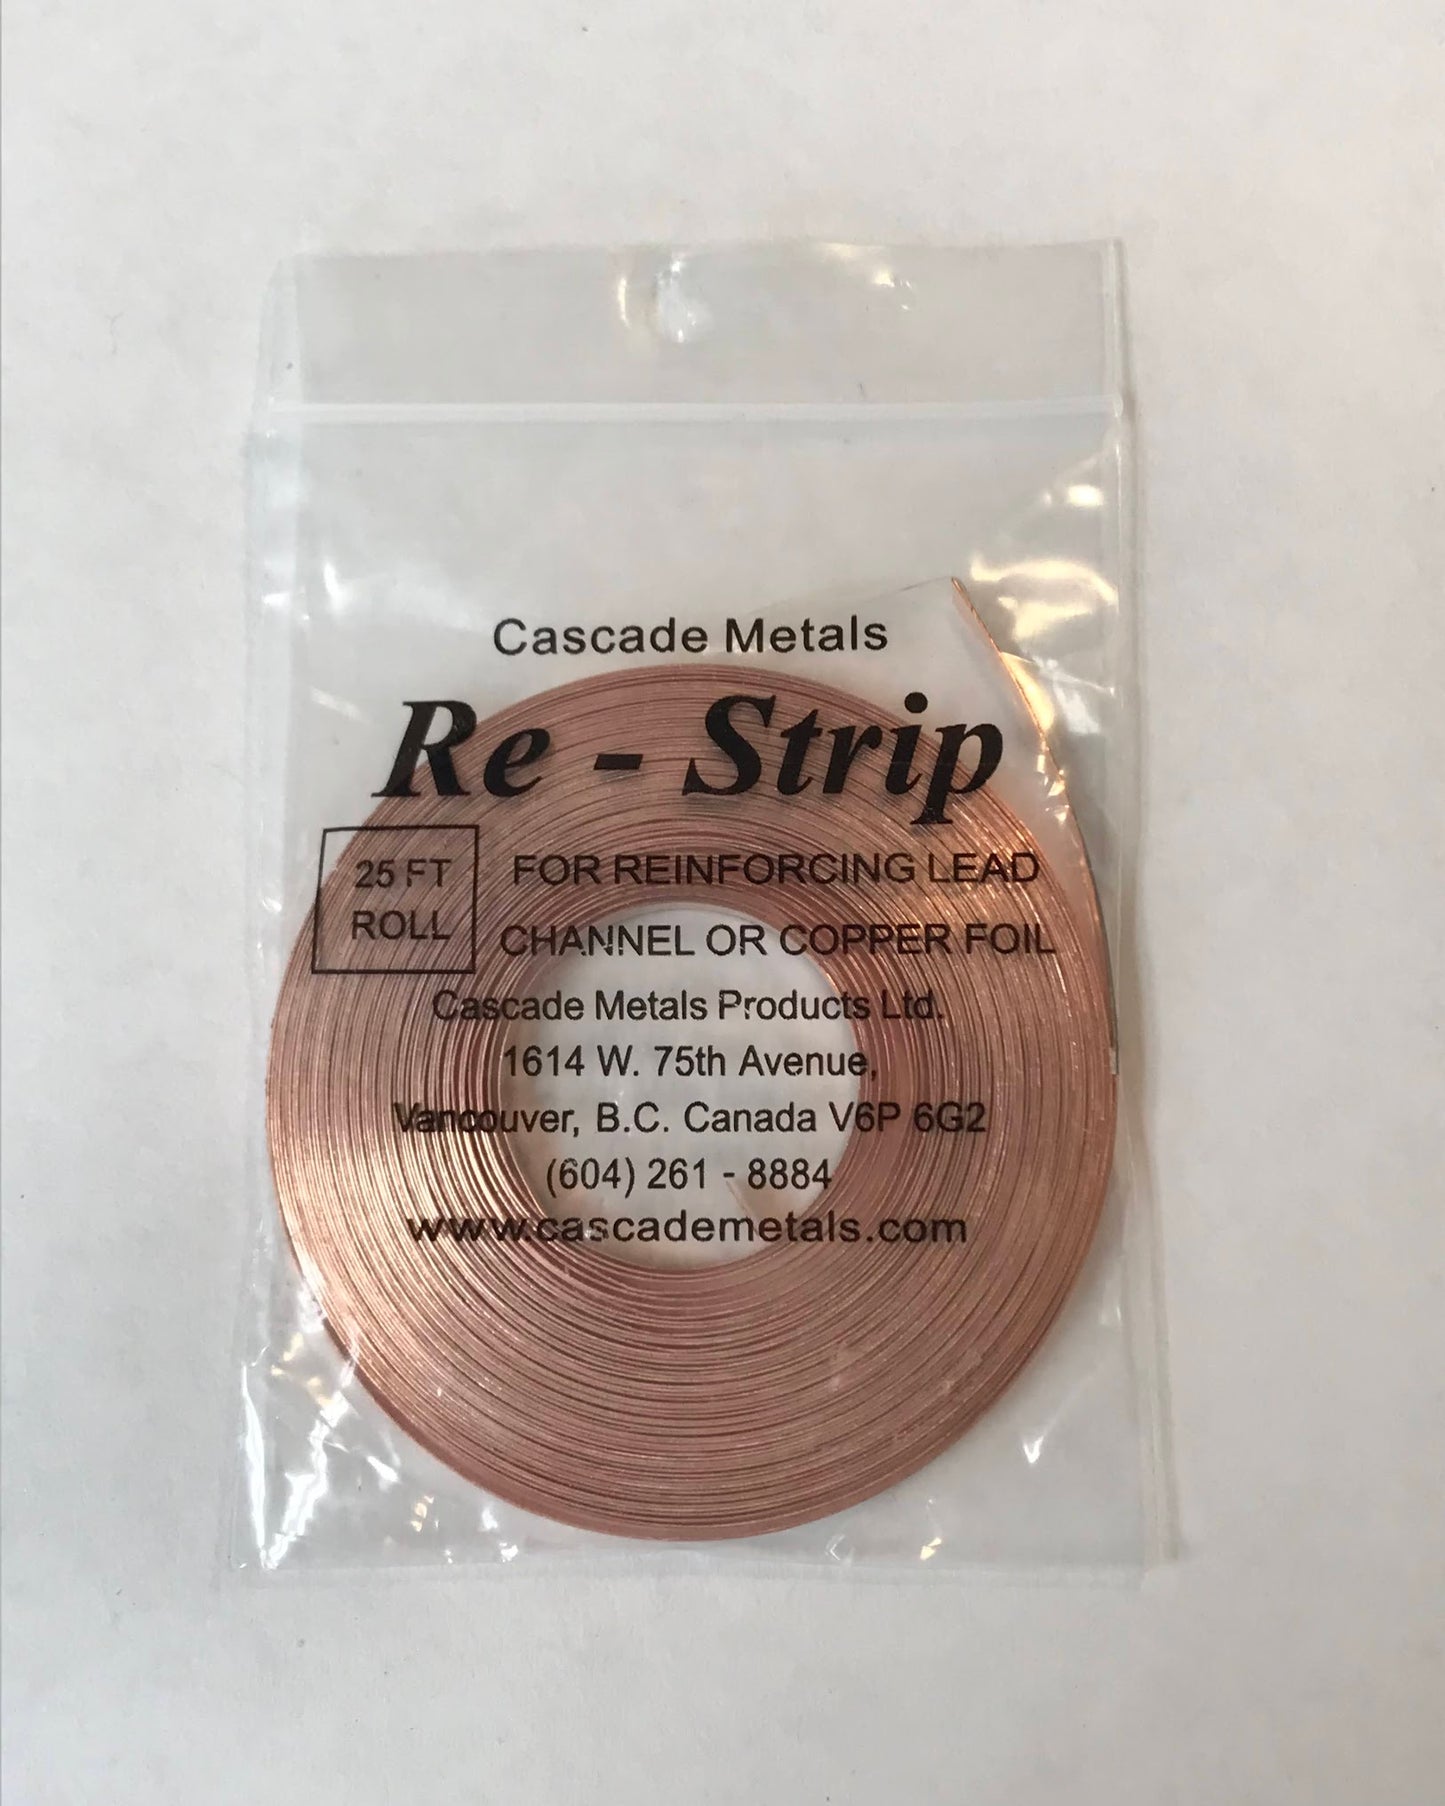 Cascade Metals
Re - Strip
25 FT
ROLL
FOR REINFORCING LEAD
CHANNEL OR COPPER FOIL
Cascade Metals Products Ltd.
1614 W. 75th Avenue,
Vancouver, B.C. Canada V6P 6G2
(604) 261 - 8884
www.cascademetals.com